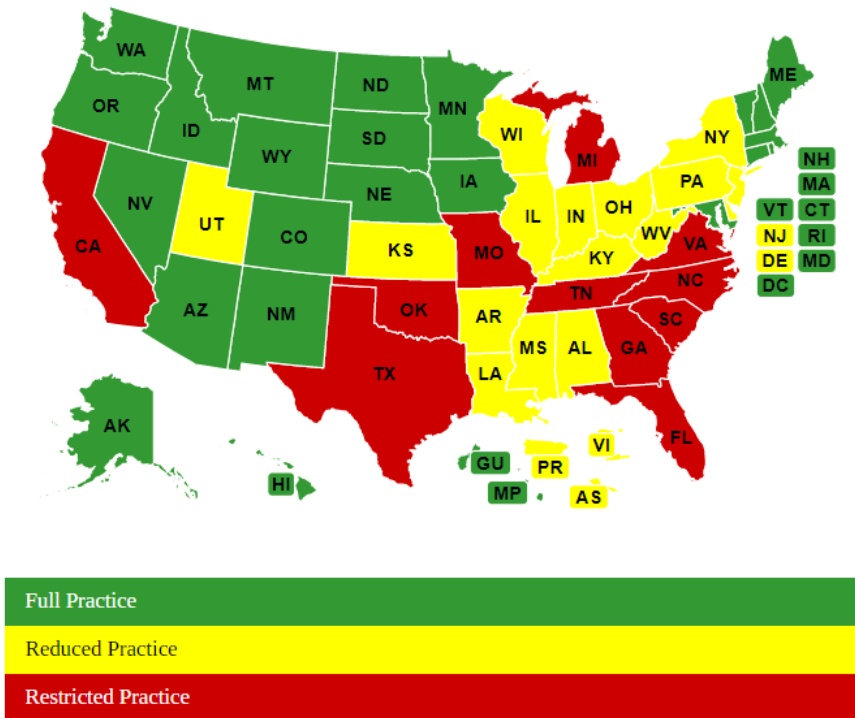 WA
MT
ND
MN
ME
OR
ID
SD
WI
NY
MI
WY
NH
IA
PA
MA
NE
NV
IL
IN
OH
VT
CT
UT
CO
KS
MO
KY
WV
VA
NJ
RI
CA
DE
MD
DC
AZ
NM
OK
AR
TN
NC
SC
MS
AL
GA
TX
LA
AK
FL
VI
HI
GU
PR
MP
AS
Full Practice
Reduced Practice
Restricted Practice